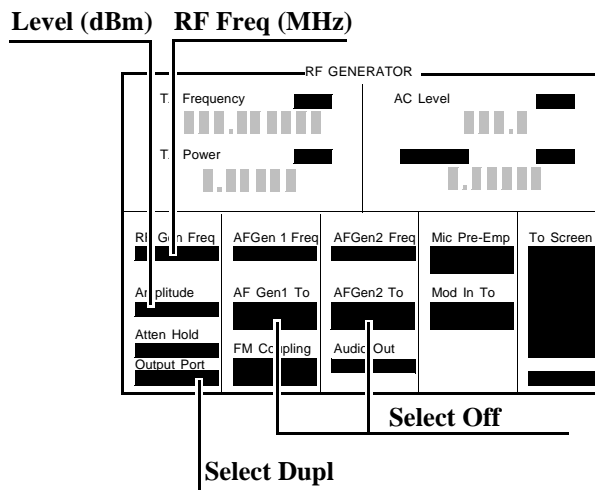 Level (dBm) RF Freq (MHz)
RF GENERATOR
Frequency AC Level
Power
RF Gen Freq AFGen 1 Freq AFGen2 Freq Mic Pre-Emp To Screen
Amplitude AF Gen1 To AFGen2 To Mod In To
Atten Hold
FM Coupling Audio Out
Output Port
Select Off
Select Dupl